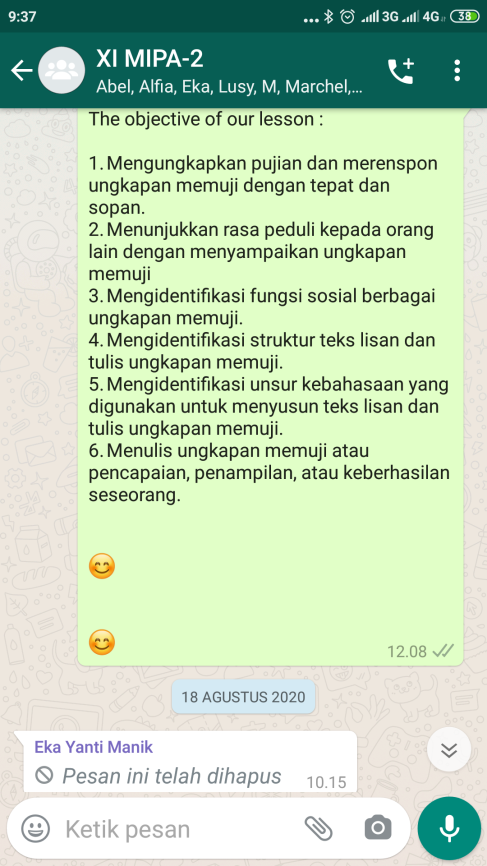 9:37
3G 4G 38
XI MIPA-2
Abel, Alfia, Eka, Lusy, M, Marchel,...
The objective of our lesson :
1. Mengungkapkan pujian dan merenspon
ungkapan memuji dengan tepat dan
sopan.
2. Menunjukkan rasa peduli kepada orang
lain dengan menyampaikan ungkapan
memuji
3. Mengidentifikasi fungsi sosial berbagai
ungkapan memuji.
4. Mengidentifikasi struktur teks lisan dan
tulis ungkapan memuji.
5. Mengidentifikasi unsur kebahasaan yang
digunakan untuk menyusun teks lisan dan
tulis ungkapan memuji.
6. Menulis ungkapan memuji atau
pencapaian, penampilan, atau keberhasilan
seseorang.
😊
😊
12.08
18 AGUSTUS 2020
Eka Yanti Manik
Pesan ini telah dihapus 10.15
Ketik pesan